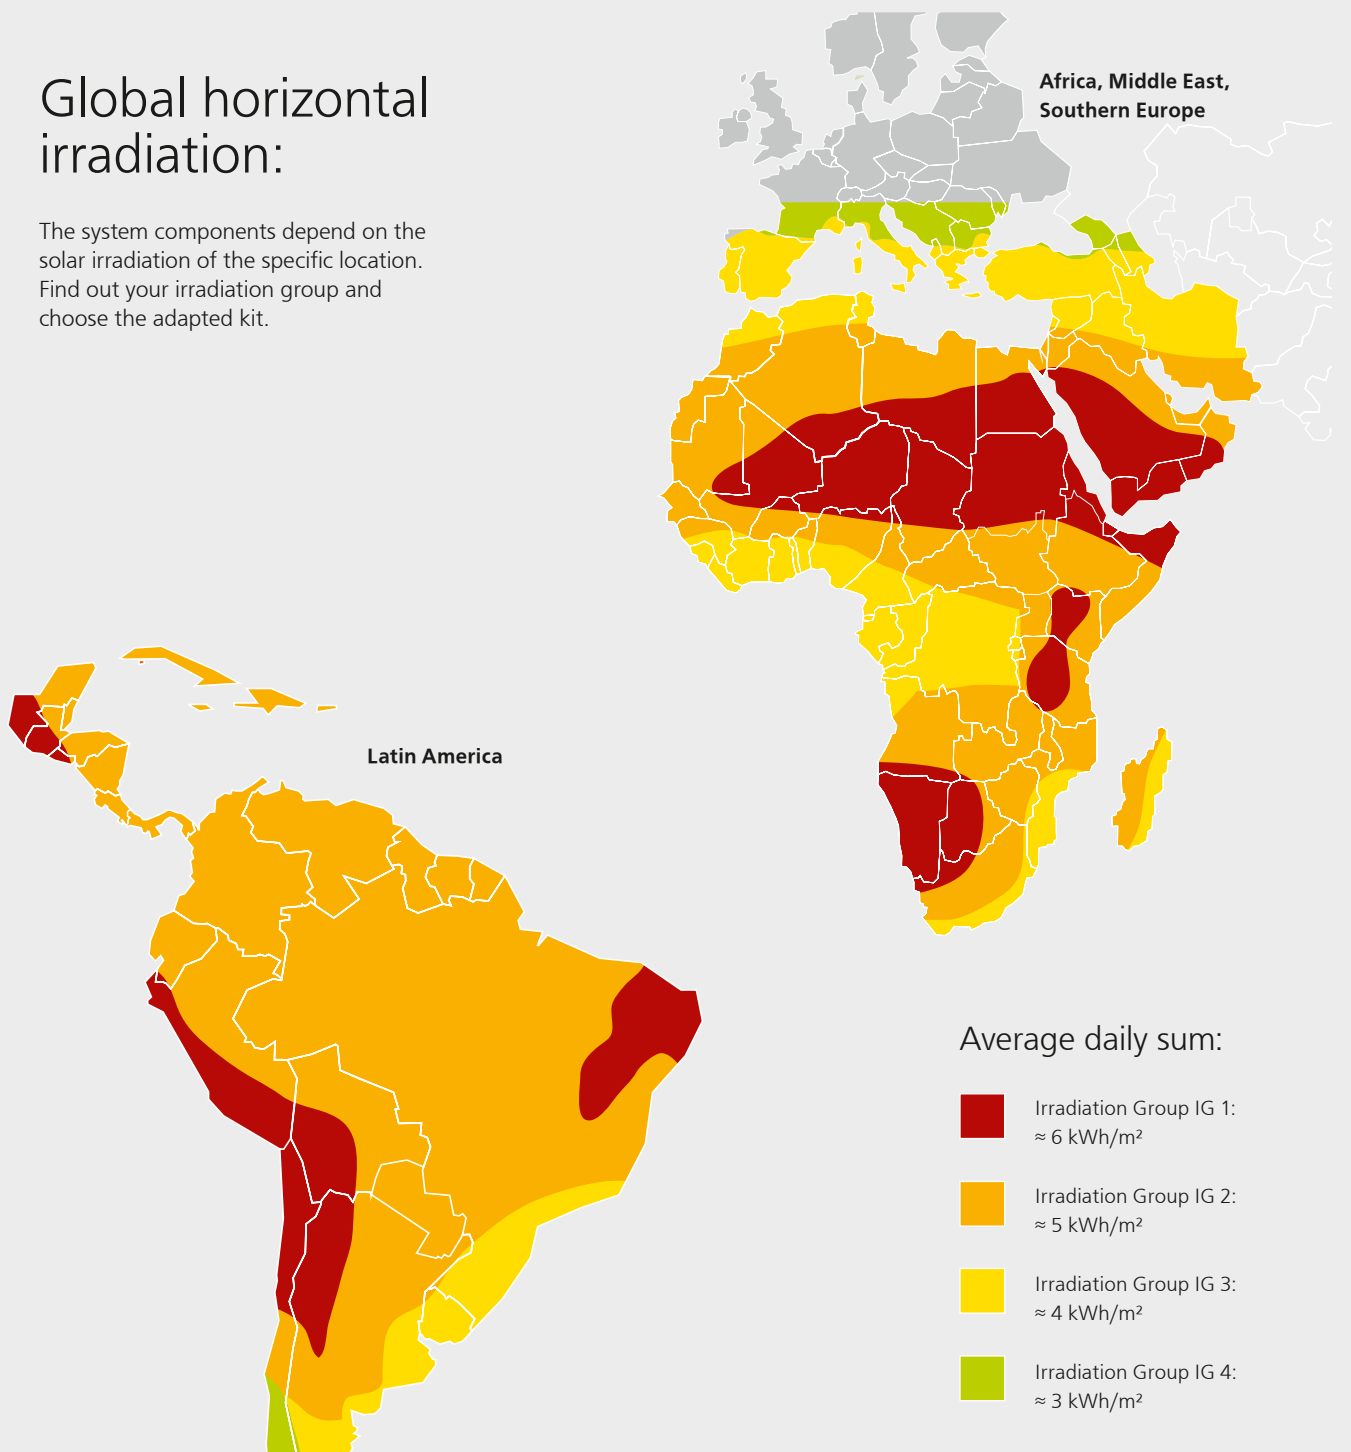 Global horizontal
irradiation:
The system components depend on the
solar irradiation of the specific location.
Find out your irradiation group and
choose the adapted kit.
Africa, Middle East,
Southern Europe
Latin America
Average daily sum:
Irradiation Group IG 1:
≈ 6 kWh/m²
Irradiation Group IG 2:
≈ 5 kWh/m²
Irradiation Group IG 3:
≈ 4 kWh/m²
Irradiation Group IG 4:
≈ 3 kWh/m²